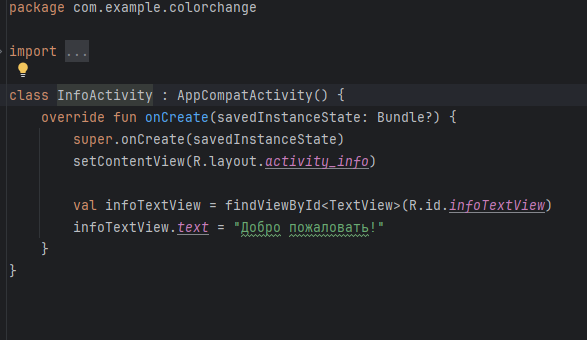 package com.example.colorchange
import ...
class InfoActivity : AppCompatActivity() {
override fun onCreate(savedInstanceState: Bundle?) {
super.onCreate(savedInstanceState)
setContentView(R.layout.activity_info)
val infoTextView = findViewById<TextView>(R.id.infoTextView)
infoTextView.text = "Добро пожаловать!"
}
}